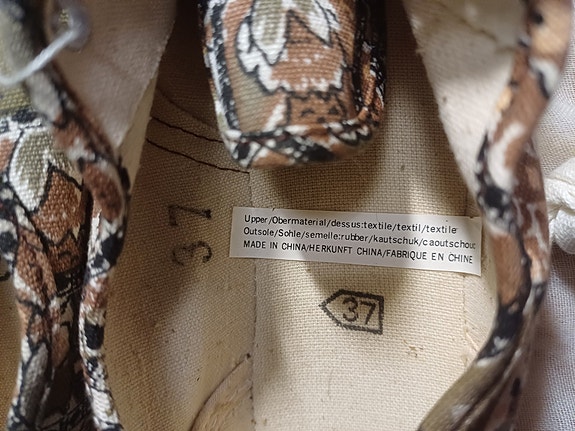 37
Upper/Obermaterial/dessus:textile/textil/textile
Outsole/Sohle/semelle:rubber/kautschuk/caoutschouc
MADE IN CHINA/HERKUNFT CHINA/FABRIQUE EN CHINE
37